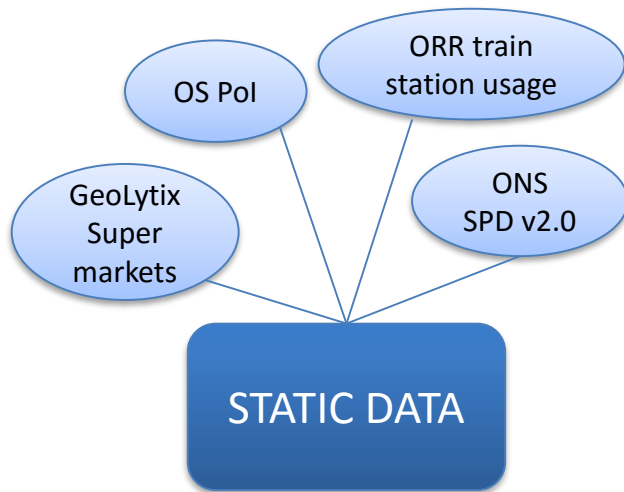 ORR train
station usage
OS PoI
GeoLytix
Super
markets
ONS
SPD v2.0
STATIC DATA